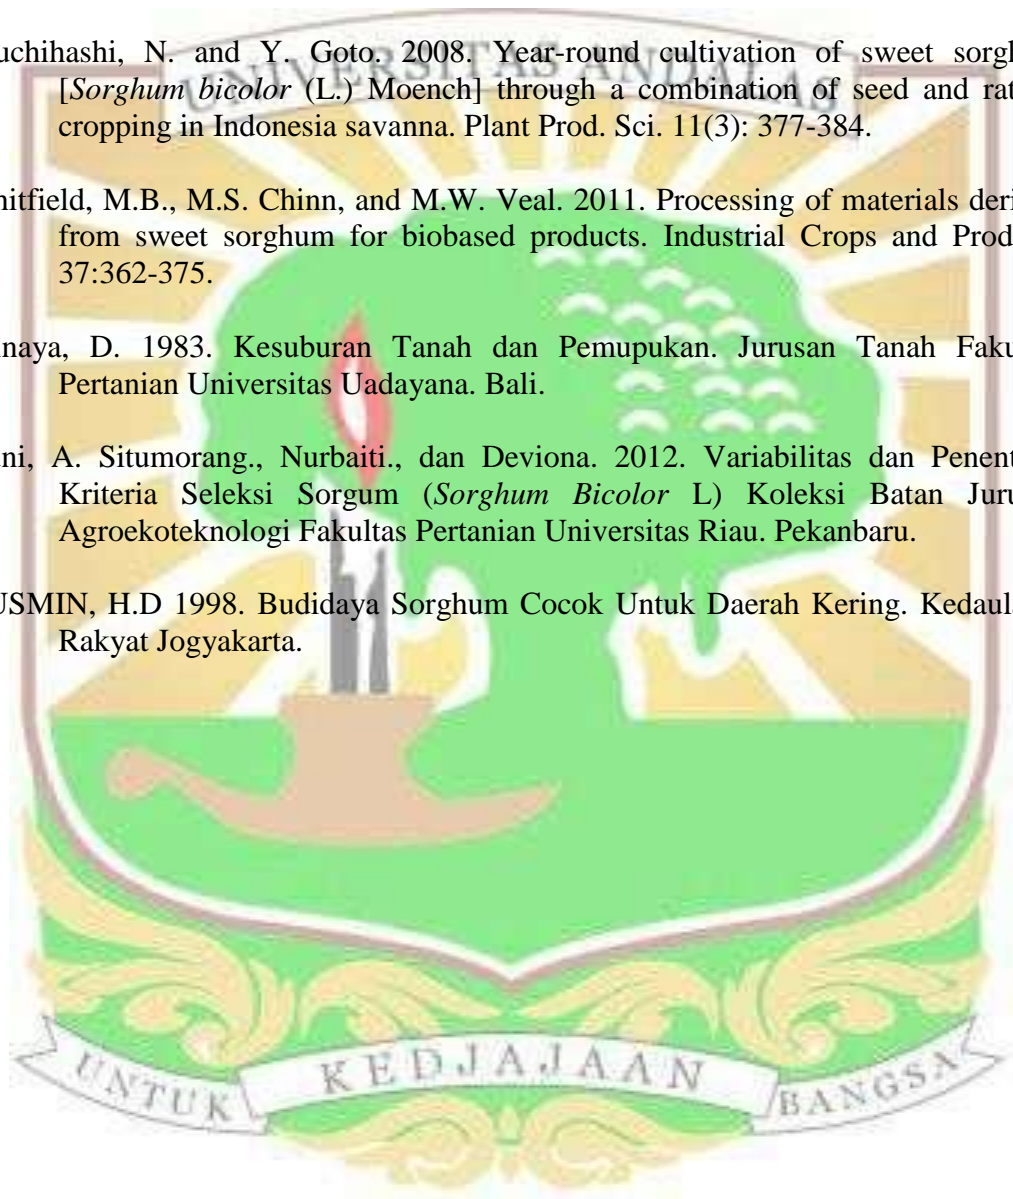 UNIVERSITAS ANDALAS
uchihashi, N. and Y. Goto. 2008. Year-round cultivation of sweet sorgh
[Sorghum bicolor (L.) Moench] through a combination of seed and rat
cropping in Indonesia savanna. Plant Prod. Sci. 11(3): 377-384.
hitfield, M.B., M.S. Chinn, and M.W. Veal. 2011. Processing of materials deri
from sweet sorghum for biobased products. Industrial Crops and Prod
37:362-375.
naya, D. 1983. Kesuburan Tanah dan Pemupukan. Jurusan Tanah Faku
Pertanian Universitas Uadayana. Bali.
ni, A. Situmorang., Nurbaiti., dan Deviona. 2012. Variabilitas dan Penent
Kriteria Seleksi Sorgum (Sorghum Bicolor L) Koleksi Batan Juru
Agroekoteknologi Fakultas Pertanian Universitas Riau. Pekanbaru.
USMIN, H.D 1998. Budidaya Sorghum Cocok Untuk Daerah Kering. Kedaula
Rakyat Jogyakarta.
UNTUK KEDJAJAAN BANGSA